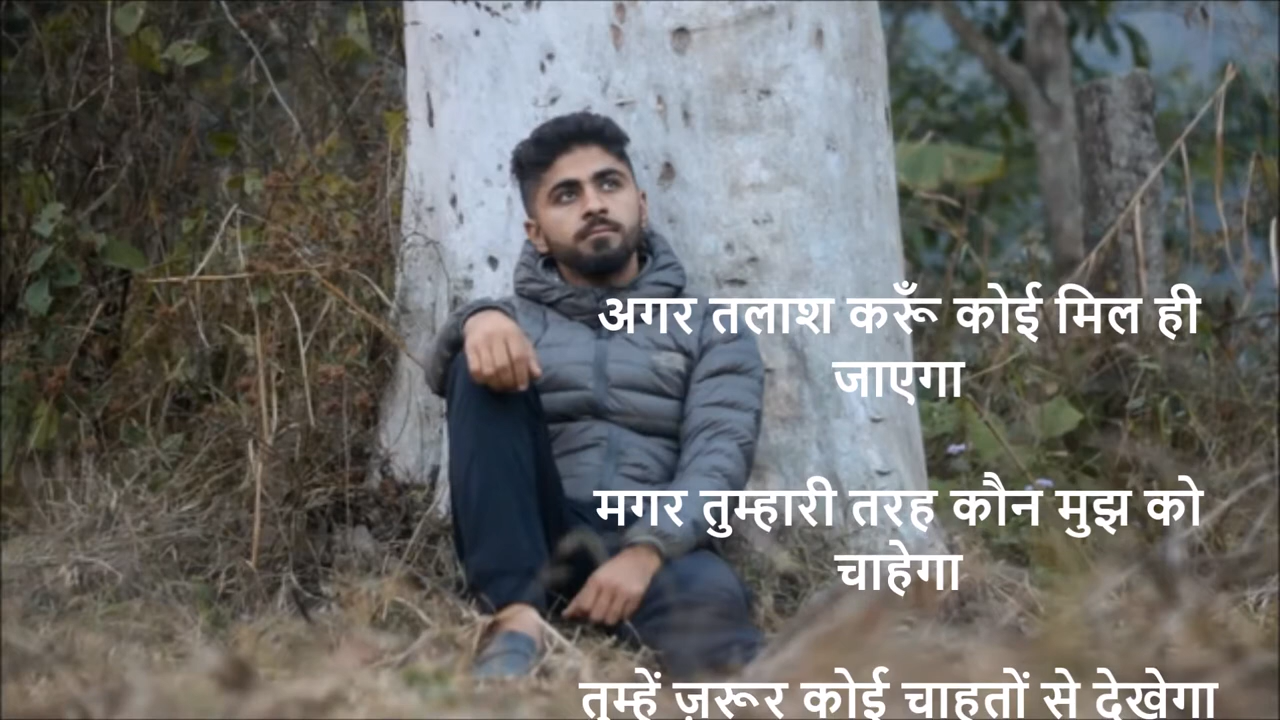 अगर तलाश करूँ कोई मिल ही
जाएगा
मगर तुम्हारी तरह कौन मुझ को
चाहेगा
तुम्हें ज़रूर कोई चाहतों से देखेगा